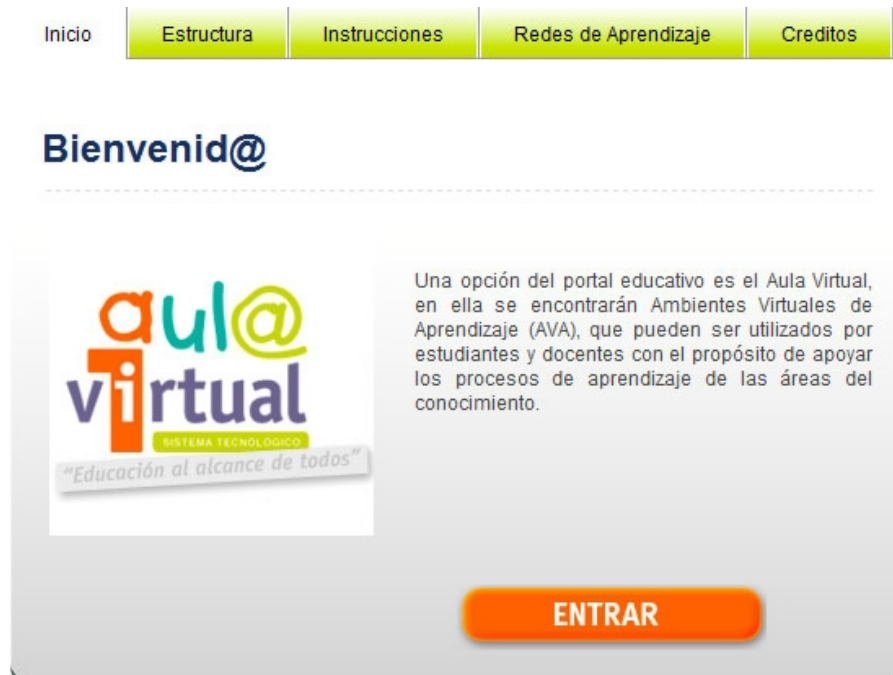 Inicio Estructura Instrucciones Redes de Aprendizaje Creditos
Bienvenid@
aul@
virtual
SISTEMA TECNOLOGICO
"Educación al alcance de todos"
Una opción del portal educativo es el Aula Virtual,
en ella se encontrarán Ambientes Virtuales de
Aprendizaje (AVA), que pueden ser utilizados por
estudiantes y docentes con el propósito de apoyar
los procesos de aprendizaje de las áreas del
conocimiento.
ENTRAR